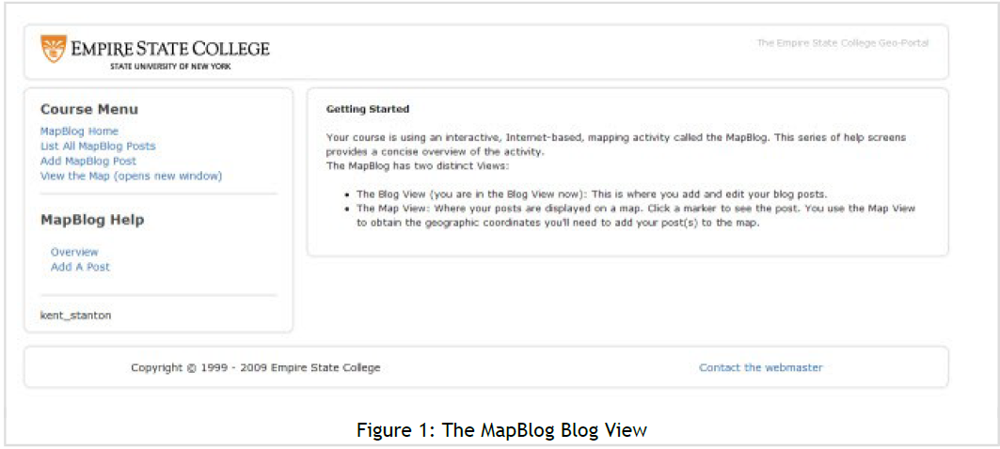 EMPIRE STATE COLLEGE
STATE UNIVERSITY OF NEW YORK
The Empire State College Geo-Portal
Course Menu
MapBlog Home
List All MapBlog Posts
Add MapBlog Post
View the Map (opens new window)
MapBlog Help
Overview
Add A Post
kent_stanton
Getting Started
Your course is using an interactive, Internet-based, mapping activity called the MapBlog. This series of help screens
provides a concise overview of the activity.
The MapBlog has two distinct Views:
• The Blog View (you are in the Blog View now): This is where you add and edit your blog posts.
• The Map View: Where your posts are displayed on a map. Click a marker to see the post. You use the Map View
to obtain the geographic coordinates you'll need to add your post(s) to the map.
Copyright © 1999 - 2009 Empire State College
Contact the webmaster
Figure 1: The MapBlog Blog View